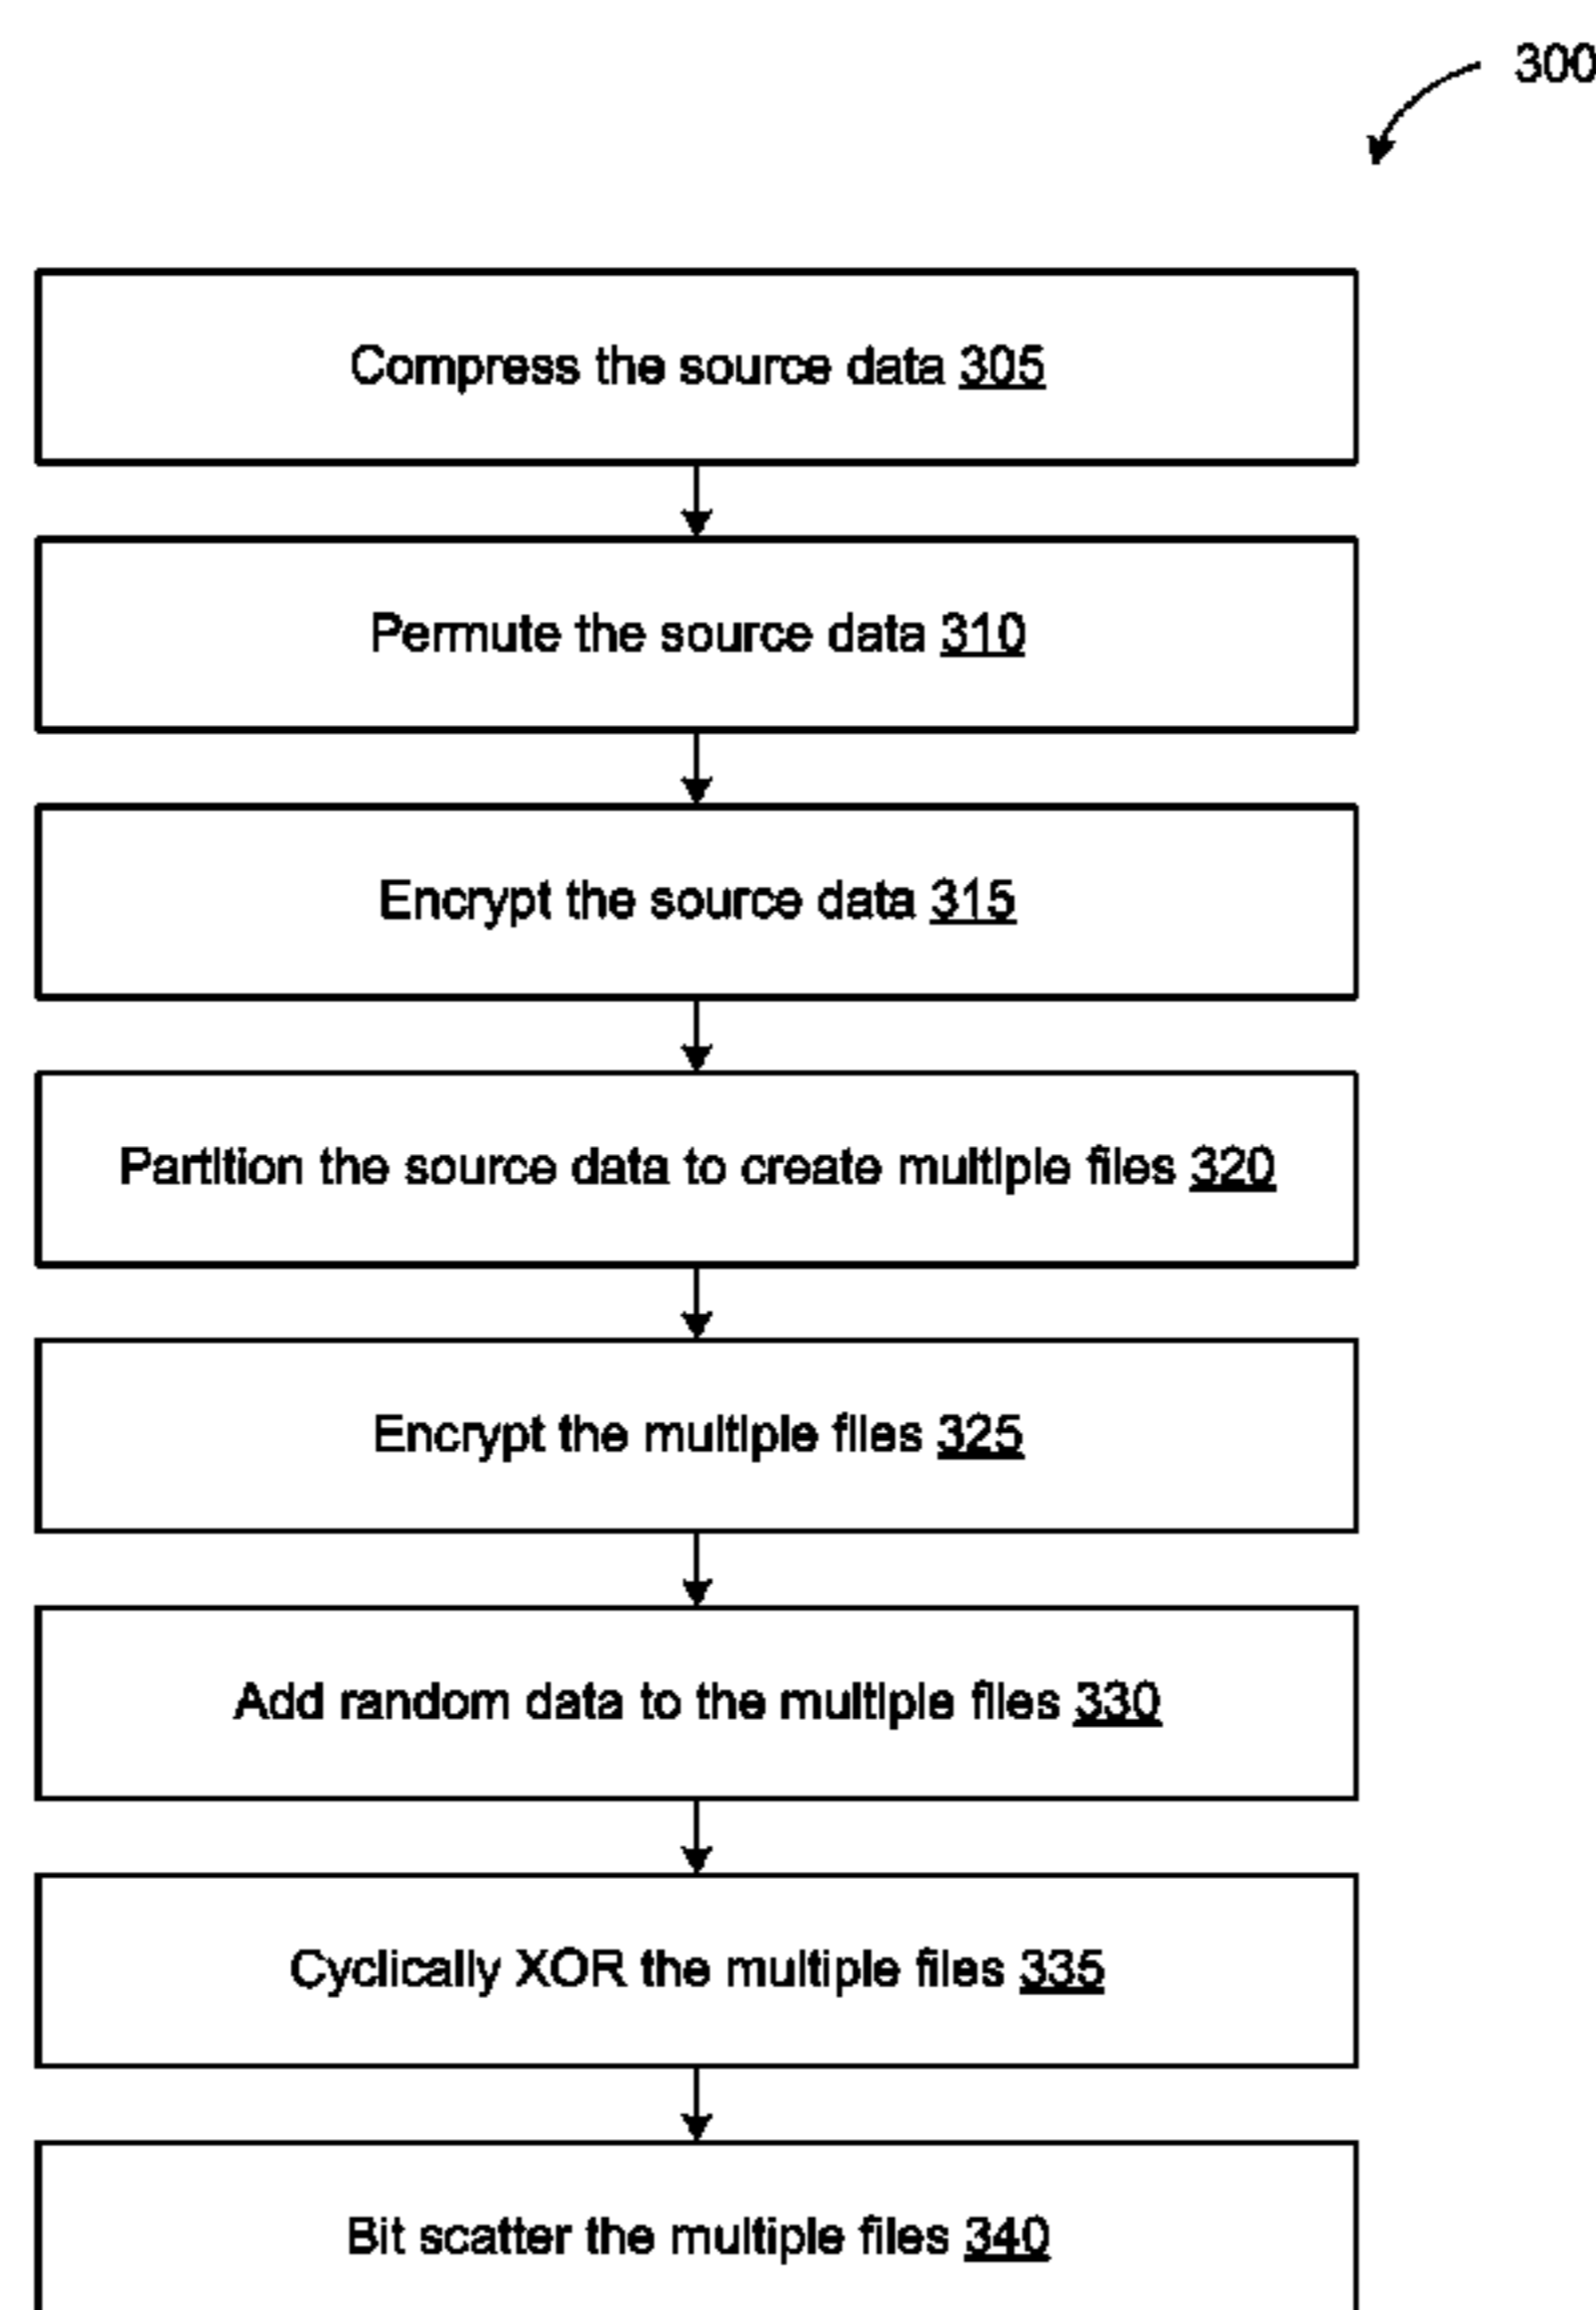 300
Compress the source data 305
Permute the source data 310
Encrypt the source data 315
Partition the source data to create multiple files 320
Encrypt the multiple files 325
Add random data to the multiple files 330
Cyclically XOR the multiple files 335
Bit scatter the multiple files 340